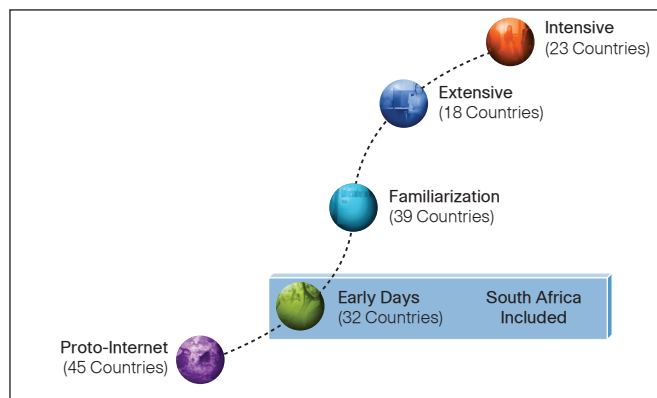 Intensive
(23 Countries)
Extensive
(18 Countries)
Familiarization
(39 Countries)
Early Days
(32 Countries)
South Africa
Included
Proto-Internet
(45 Countries)